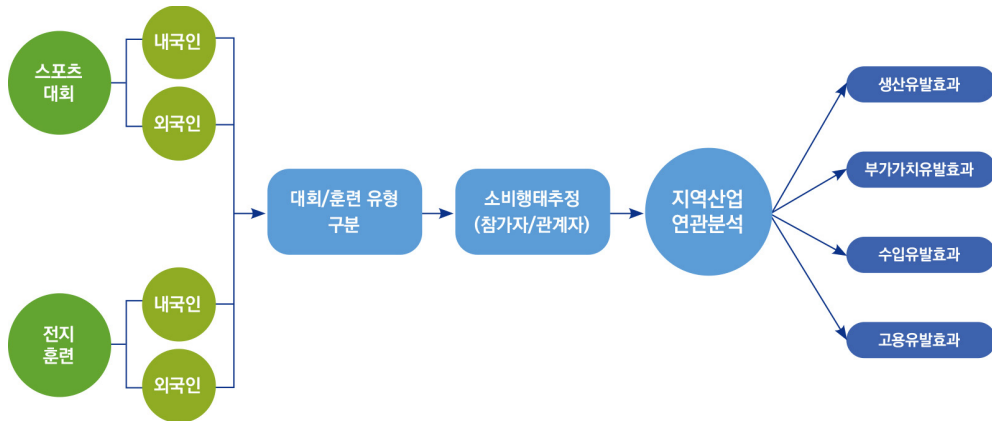 스포츠
대회
내국인
외국인
전지
훈련
내국인
외국인
대회/훈련 유형
구분
소비행태추정
(참가자/관계자)
지역산업
연관분석
생산유발효과
부가가치유발효과
수입유발효과
고용유발효과